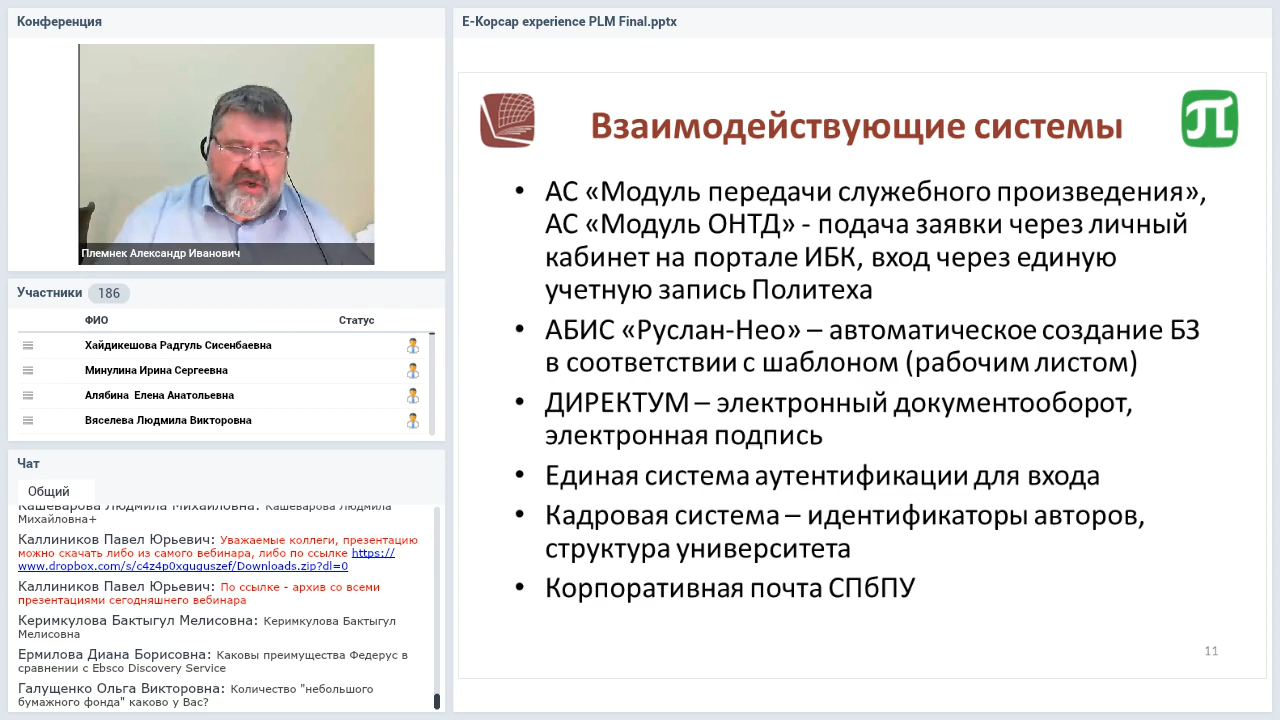 Конференция
Племнек Александр Иванович
Участники 186
ФИО Статус
Хайдикешова Радгуль Сисенбаевна
Минулина Ирина Сергеевна
Алябина Елена Анатольевна
Вяселева Людмила Викторовна
Чат
Общий
Кашеварова Людмила Михайловна: Кашеварова Людмила
Михайловна+
Каллиников Павел Юрьевич: Уважаемые коллеги, презентацию
можно скачать либо из самого вебинара, либо по ссылке https://
www.dropbox.com/s/c4z4p0xguguszef/Downloads.zip?dl=0
Каллиников Павел Юрьевич: По ссылке - архив со всеми
презентациями сегодняшнего вебинара
Керимкулова Бактыгул Мелисовна: Керимкулова Бактыгул
Мелисовна
Ермилова Диана Борисовна: Каковы преимущества Федерус в
сравнении с Ebsco Discovery Service
Галущенко Ольга Викторовна: Количество "небольшого
бумажного фонда" каково у Вас?
Е-Корсар experience PLM Final.pptx
Взаимодействующие системы
• АС «Модуль передачи служебного произведения»,
АС «Модуль ОНТД» - подача заявки через личный
кабинет на портале ИБК, вход через единую
учетную запись Политеха
• АБИС «Руслан-Нео» – автоматическое создание БЗ
в соответствии с шаблоном (рабочим листом)
• ДИРЕКТУМ – электронный документооборот,
электронная подпись
• Единая система аутентификации для входа
• Кадровая система – идентификаторы авторов,
структура университета
• Корпоративная почта СПбПУ
11